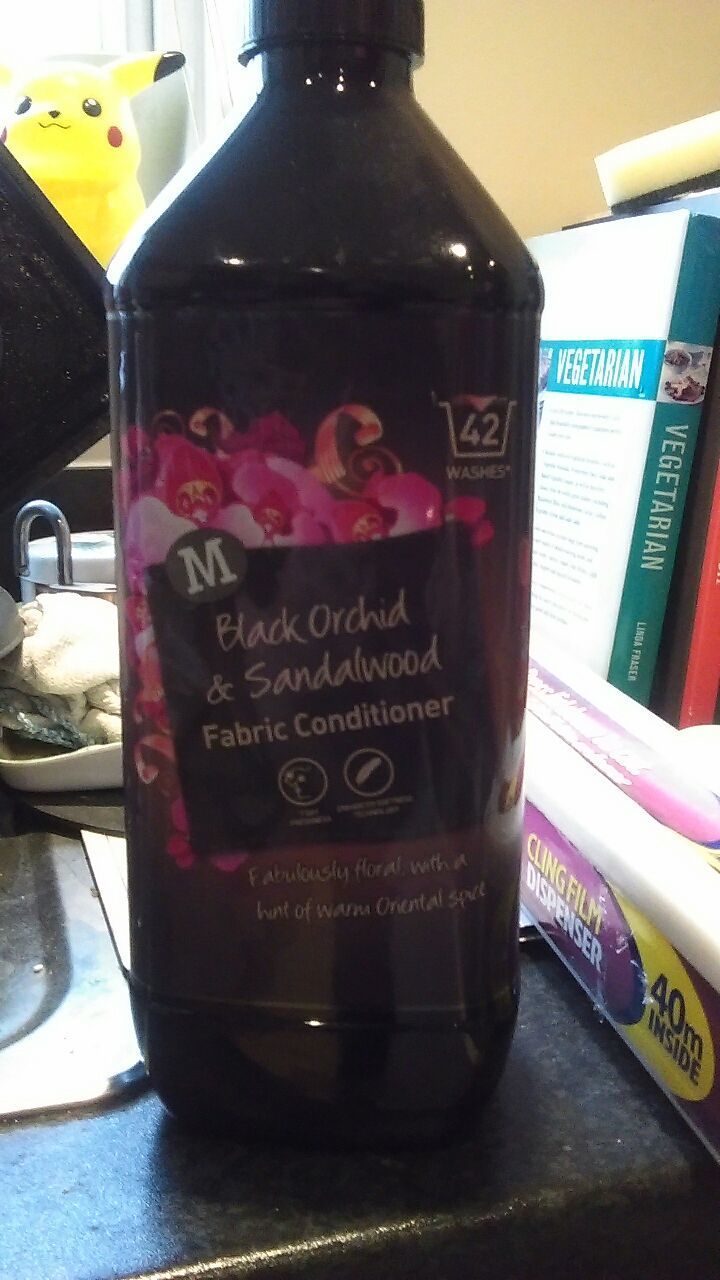 42
WASHES*
M
Black Orchid
& Sandalwood
Fabric Conditioner
Fabulously floral, with a
hint of warm Oriental spice
VEGETARIAN
VEGETARIAN
LINDA FRASER
CLING FILM
DISPENSER
40m
INSIDE